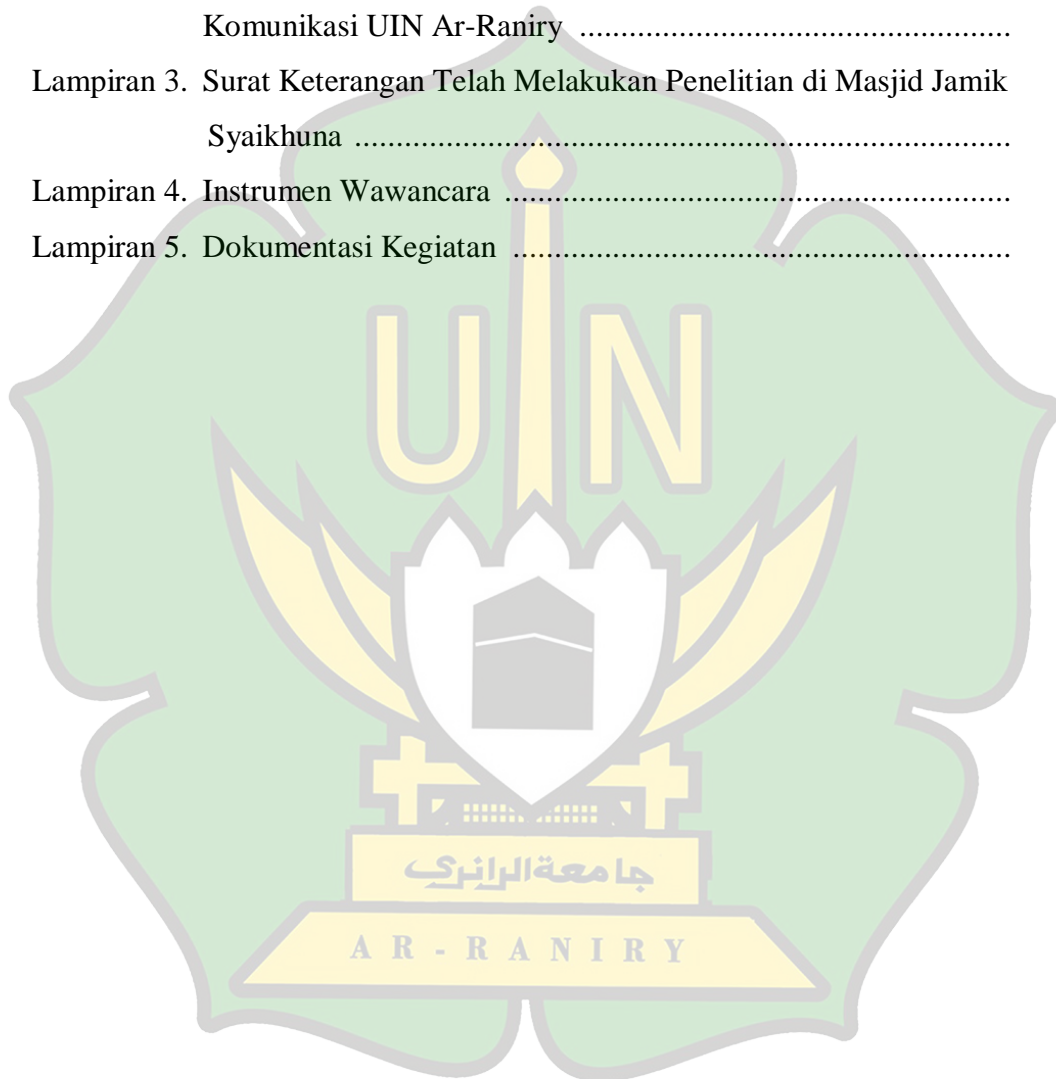 Komunikasi UIN Ar-Raniry .....................................................
Lampiran 3. Surat Keterangan Telah Melakukan Penelitian di Masjid Jamik
Syaikhuna ................................................................................
Lampiran 4. Instrumen Wawancara ..............................................................
Lampiran 5. Dokumentasi Kegiatan .............................................................
UIN
جامعة الرانري
AR-RANIRY